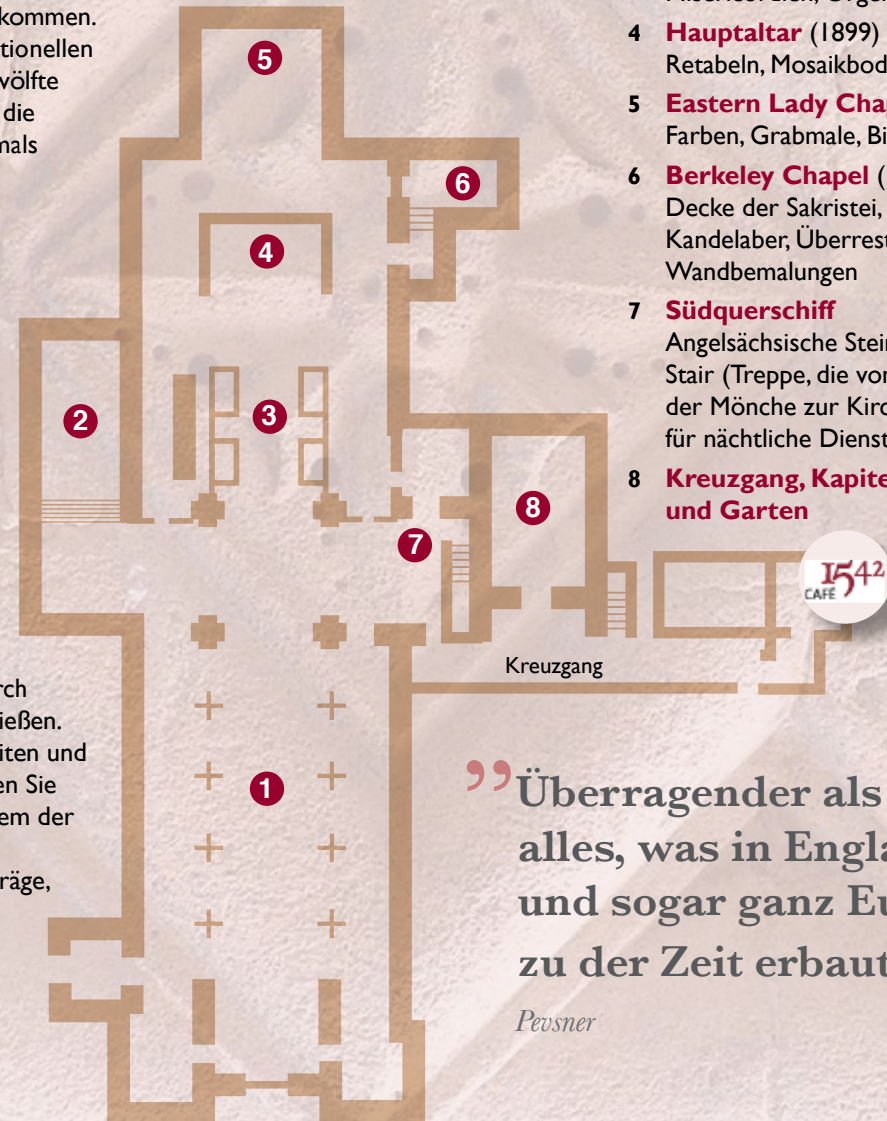 kommen.
tionellen
wölfte
die
mals
rch
ießen.
iten und
en Sie
em der
räge,
5
6
4
2
3
8
7
1
Kreuzgang
4 Hauptaltar (1899)
Retabeln, Mosaikbod
5 Eastern Lady Chap
Farben, Grabmale, Bi
6 Berkeley Chapel (
Decke der Sakristei,
Kandelaber, Überrest
Wandbemalungen
7 Südquerschiff
Angelsächsische Stein
Stair (Treppe, die vor
der Mönche zur Kirc
für nächtliche Dienst
8 Kreuzgang, Kapite
und Garten
1542
CAFÉ
”Überragender als
alles, was in Engla
und sogar ganz Eu
zu der Zeit erbaut
Pevsner